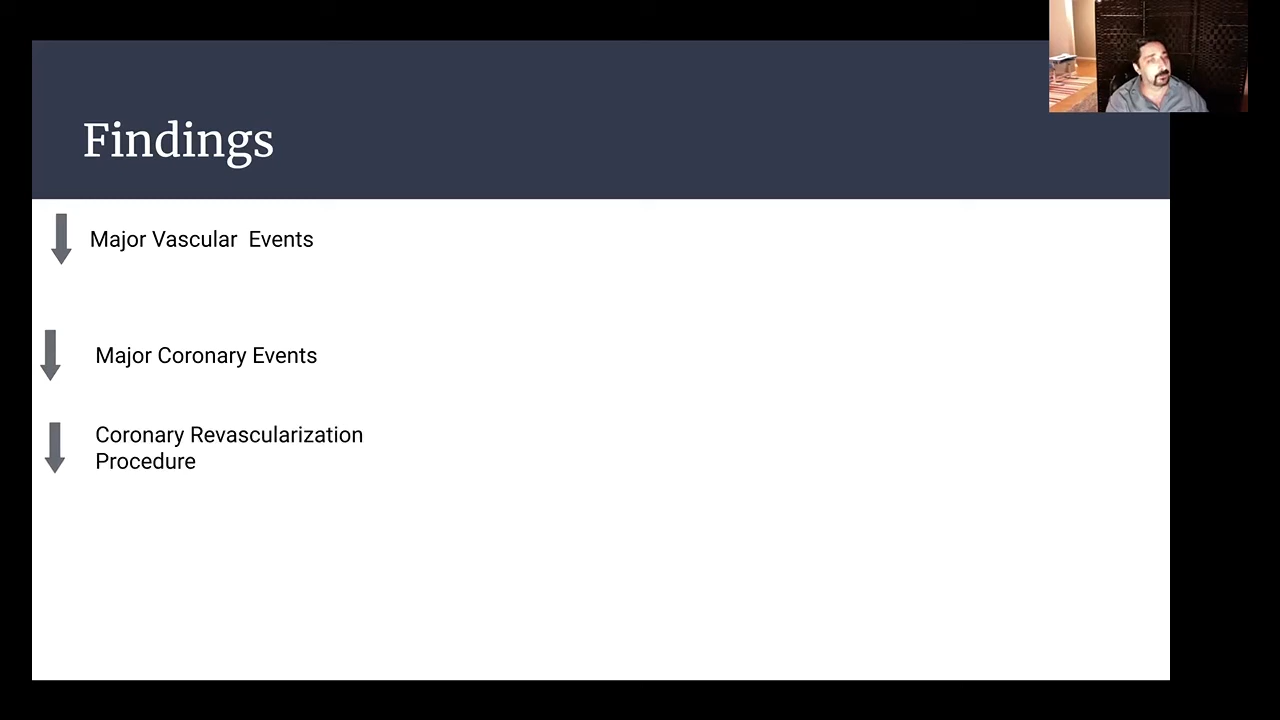 Findings
Major Vascular  Events
Major Coronary Events
Coronary Revascularization
Procedure